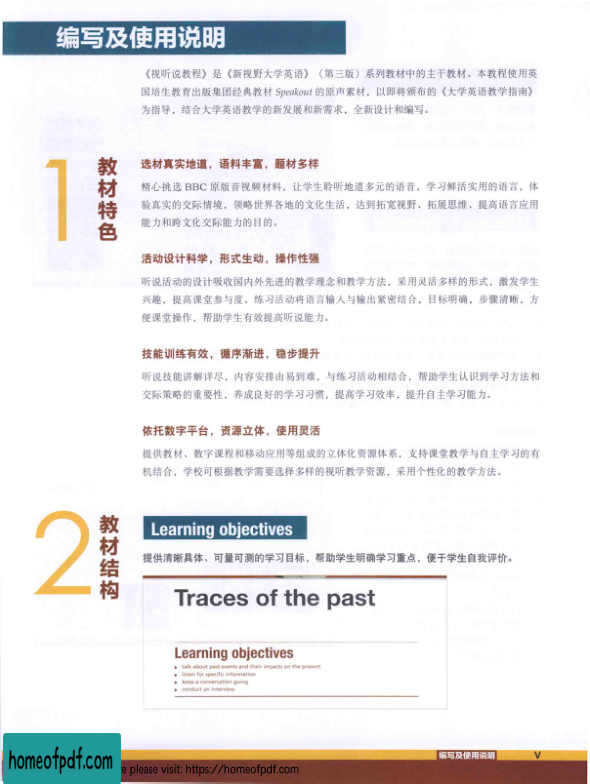 编写及使用说明
《视听说教程》是《新视野大学英语》（第三版）系列教材中的主干教材。本教程使用英
国培生教育出版集团经典教材 Speakout 的原声素材，以即将颁布的《大学英语教学指南》
为指导，结合大学英语教学的新发展和新需求，全新设计和编写。
1
教材特色
选材真实地道，语料丰富，题材多样
精心挑选 BBC 原版音视频材料，让学生聆听地道多元的语音，学习鲜活实用的语言，体
验真实的交际情境，领略世界各地的文化生活，达到拓宽视野、拓展思维、提高语言应用
能力和跨文化交际能力的目的。
活动设计科学，形式生动，操作性强
听说活动的设计吸收国内外先进的教学理念和教学方法，采用灵活多样的形式，激发学生
兴趣，提高课堂参与度。练习活动将语言输入与输出紧密结合，目标明确，步骤清晰，方
便课堂操作，帮助学生有效提高听说能力。
技能训练有效，循序渐进，稳步提升
听说技能讲解详尽，内容安排由易到难，与练习活动相结合，帮助学生认识到学习方法和
交际策略的重要性，养成良好的学习习惯，提高学习效率，提升自主学习能力。
依托数字平台，资源立体，使用灵活
提供教材、数字课程和移动应用等组成的立体化资源体系，支持课堂教学与自主学习的有
机结合，学校可根据教学需要选择多样的视听教学资源，采用个性化的教学方法。
2
教材结构
Learning objectives
提供清晰具体、可量可测的学习目标，帮助学生明确学习重点，便于学生自我评价。
Traces of the past
Learning objectives
talk about past events and their impacts on the present
listen for specific information
keep a conversation going
conduct an interview
编写及使用说明 V
homeofpdf.com
e please visit: https://homeofpdf.com